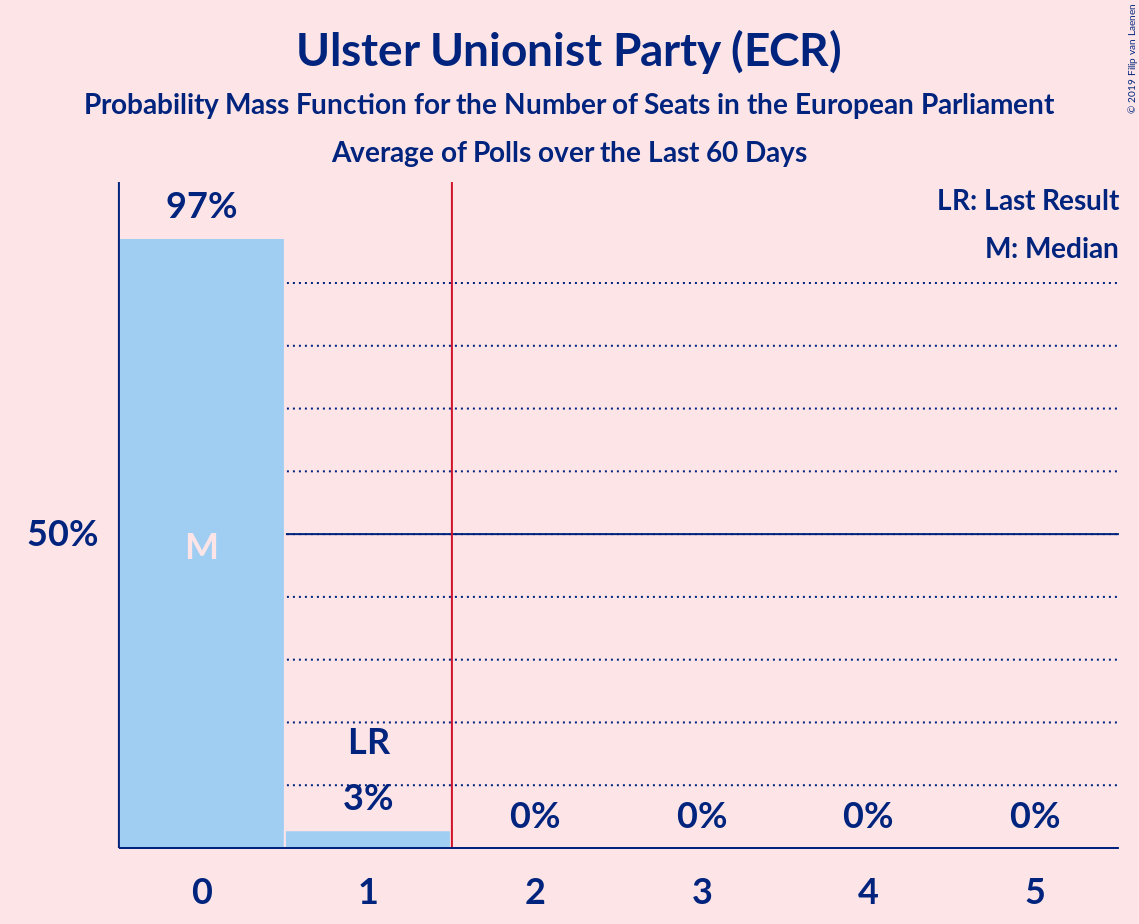 Ulster Unionist Party (ECR)
Probability Mass Function for the Number of Seats in the European Parliament
Average of Polls over the Last 60 Days
© 2019 Filip van Laenen
LR: Last Result
M: Median
97%
50%
M
LR
3%
0%
0%
0%
0%
0
1
2
3
4
5